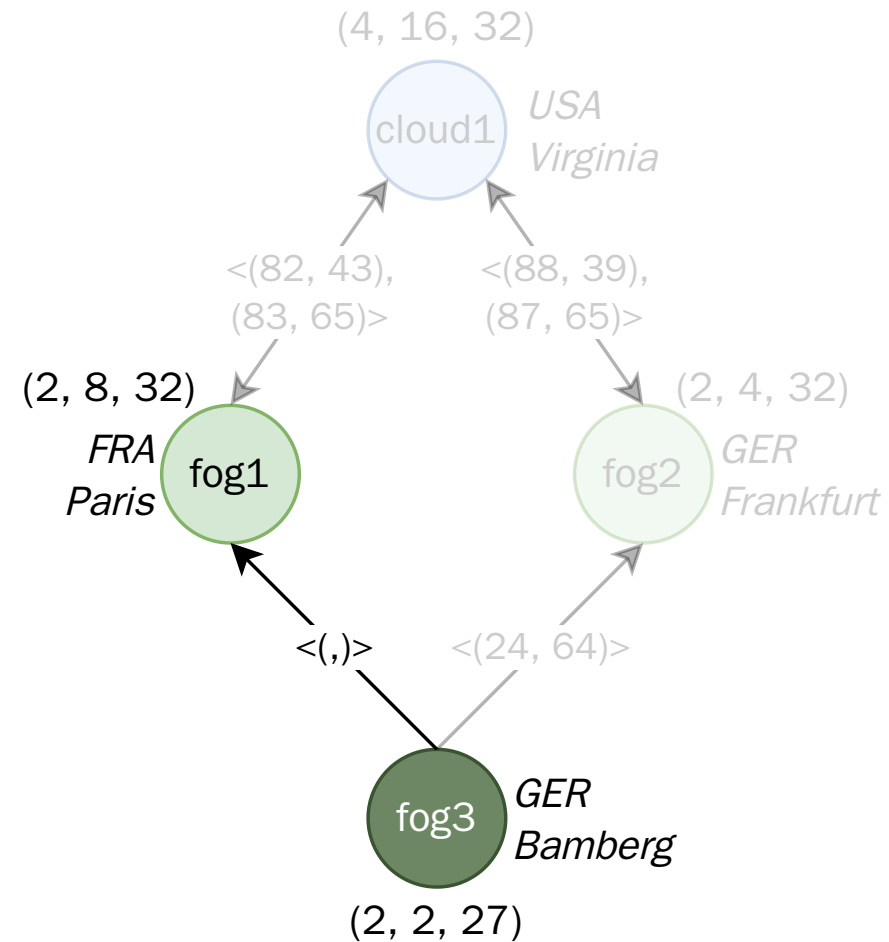 (4, 16, 32)
cloud1
USA
Virginia
<(82, 43),
(83, 65)>
<(88, 39),
(87, 65)>
(2, 8, 32)
FRA
Paris
fog1
(2, 4, 32)
fog2
GER
Frankfurt
<(,)>
<(24, 64)>
fog3
GER
Bamberg
(2, 2, 27)